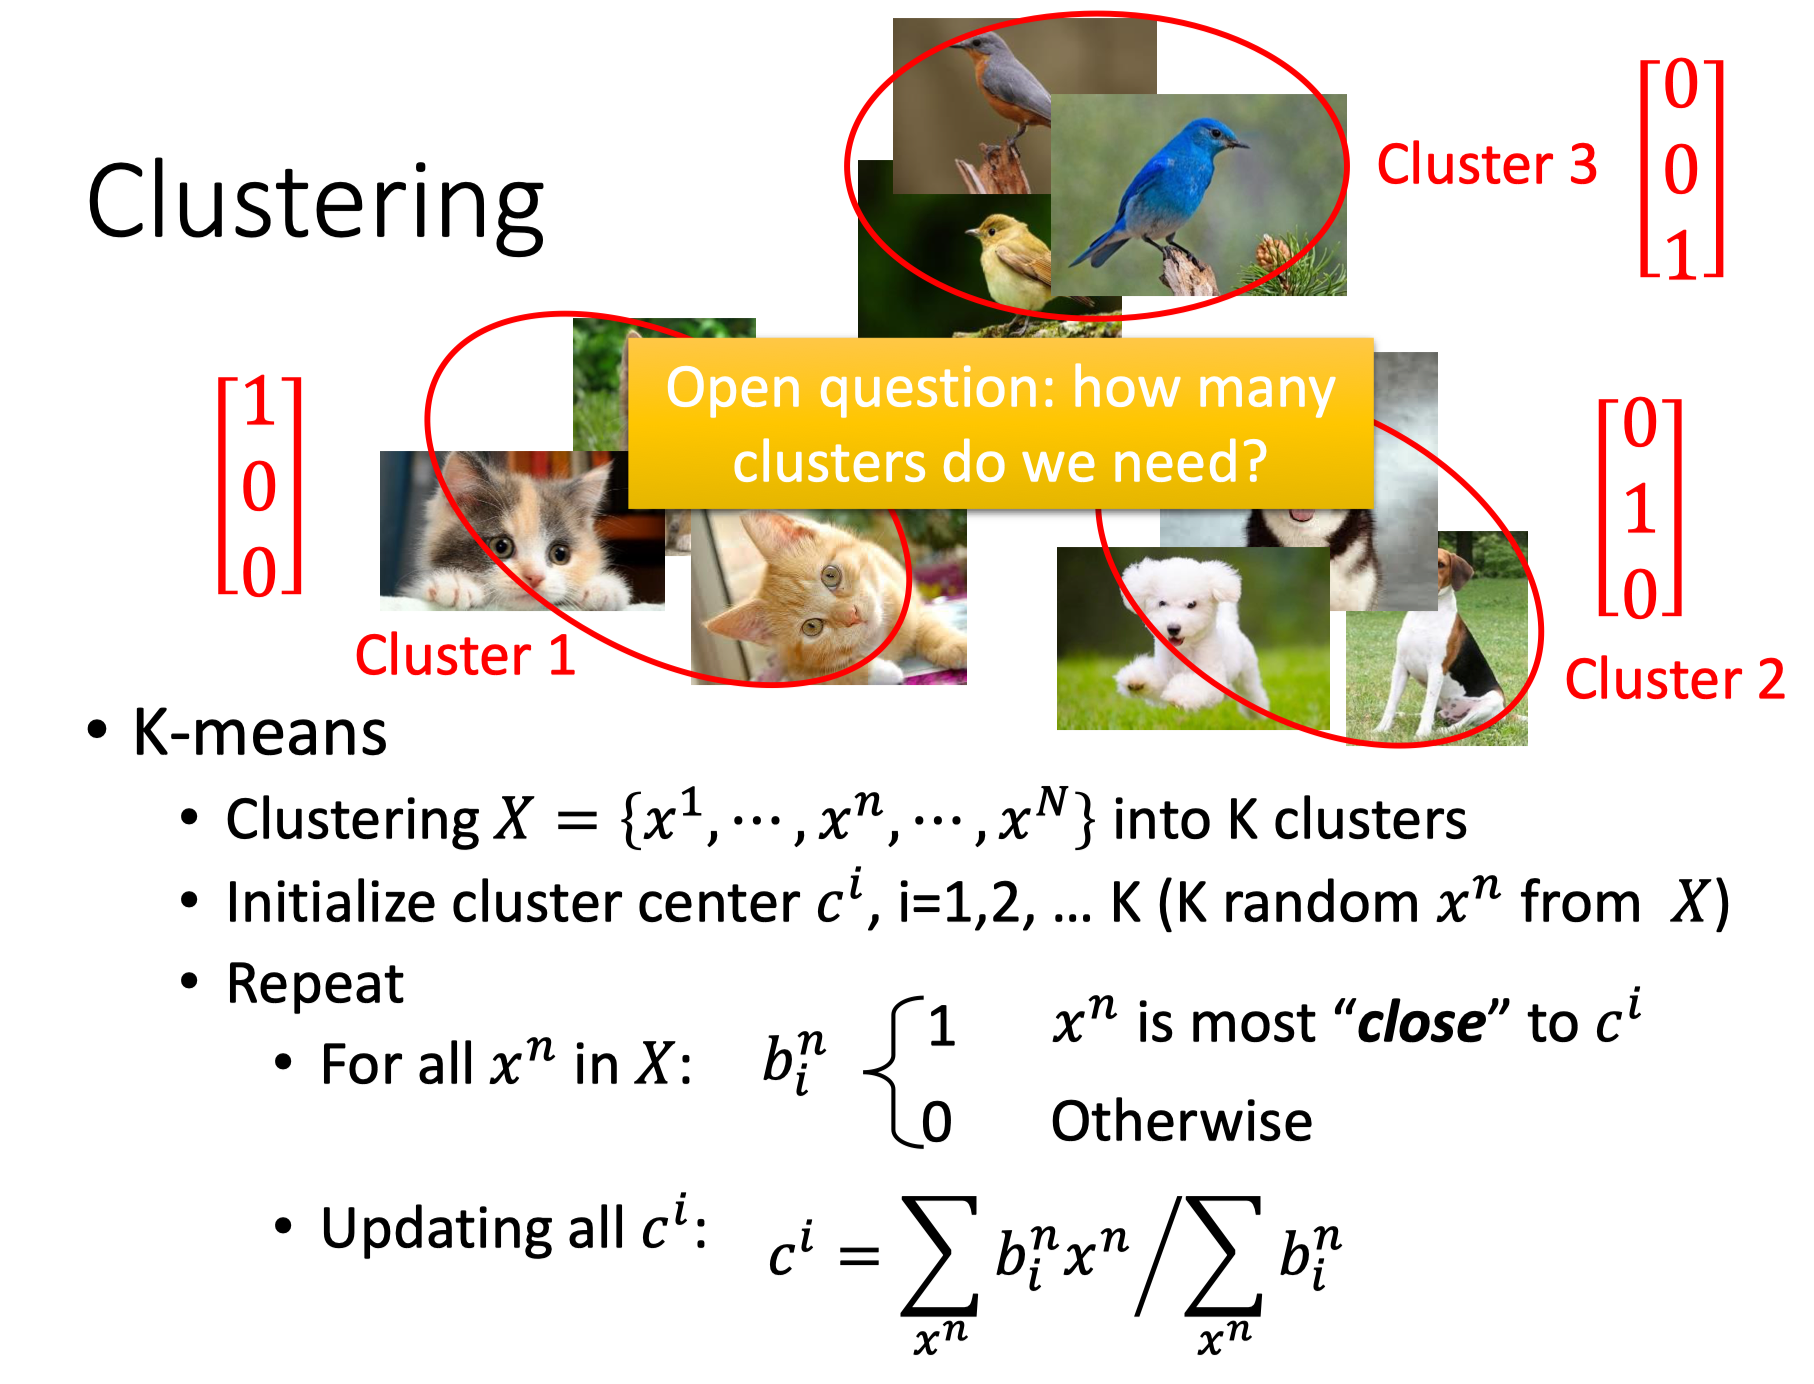 Clustering
Cluster 3
[0 0 1]
Open question: how many
clusters do we need?
[1 0 0]
Cluster 1
[0 1 0]
Cluster 2
• K-means
• Clustering X = {x^1, ⋯, x^n, ⋯, x^N} into K clusters
• Initialize cluster center c^i, i=1,2, … K (K random x^n from X)
• Repeat
• For all x^n in X: b_i^n { 1 x^n is most “close” to c^i
0 Otherwise
• Updating all c^i: c^i = ∑_{x^n} b_i^n x^n / ∑_{x^n} b_i^n